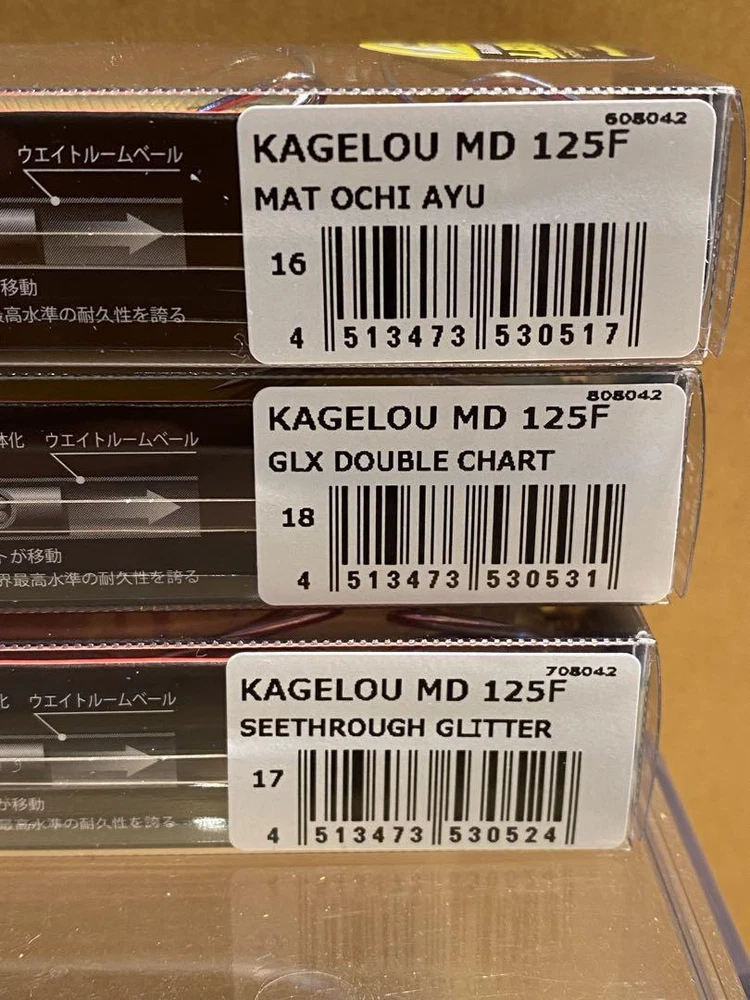 ウエイトルームベール
移動
最高水準の耐久性を誇る
608042
KAGELOU MD 125F
MAT OCHI AYU
16
4 513473 530517
体化 ウエイトルームベール
トが移動
界最高水準の耐久性を誇る
808042
KAGELOU MD 125F
GLX DOUBLE CHART
18
4 513473 530531
化 ウエイトルームベール
が移動
最高水準の耐久性を誇る
708042
KAGELOU MD 125F
SEETHROUGH GLITTER
17
4 513473 530524